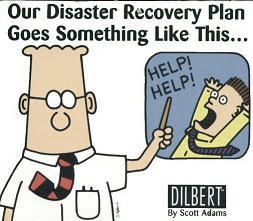 Our Disaster Recovery Plan
Goes Something Like This...
HELP!
HELP!
DILBERT®
By Scott Adams